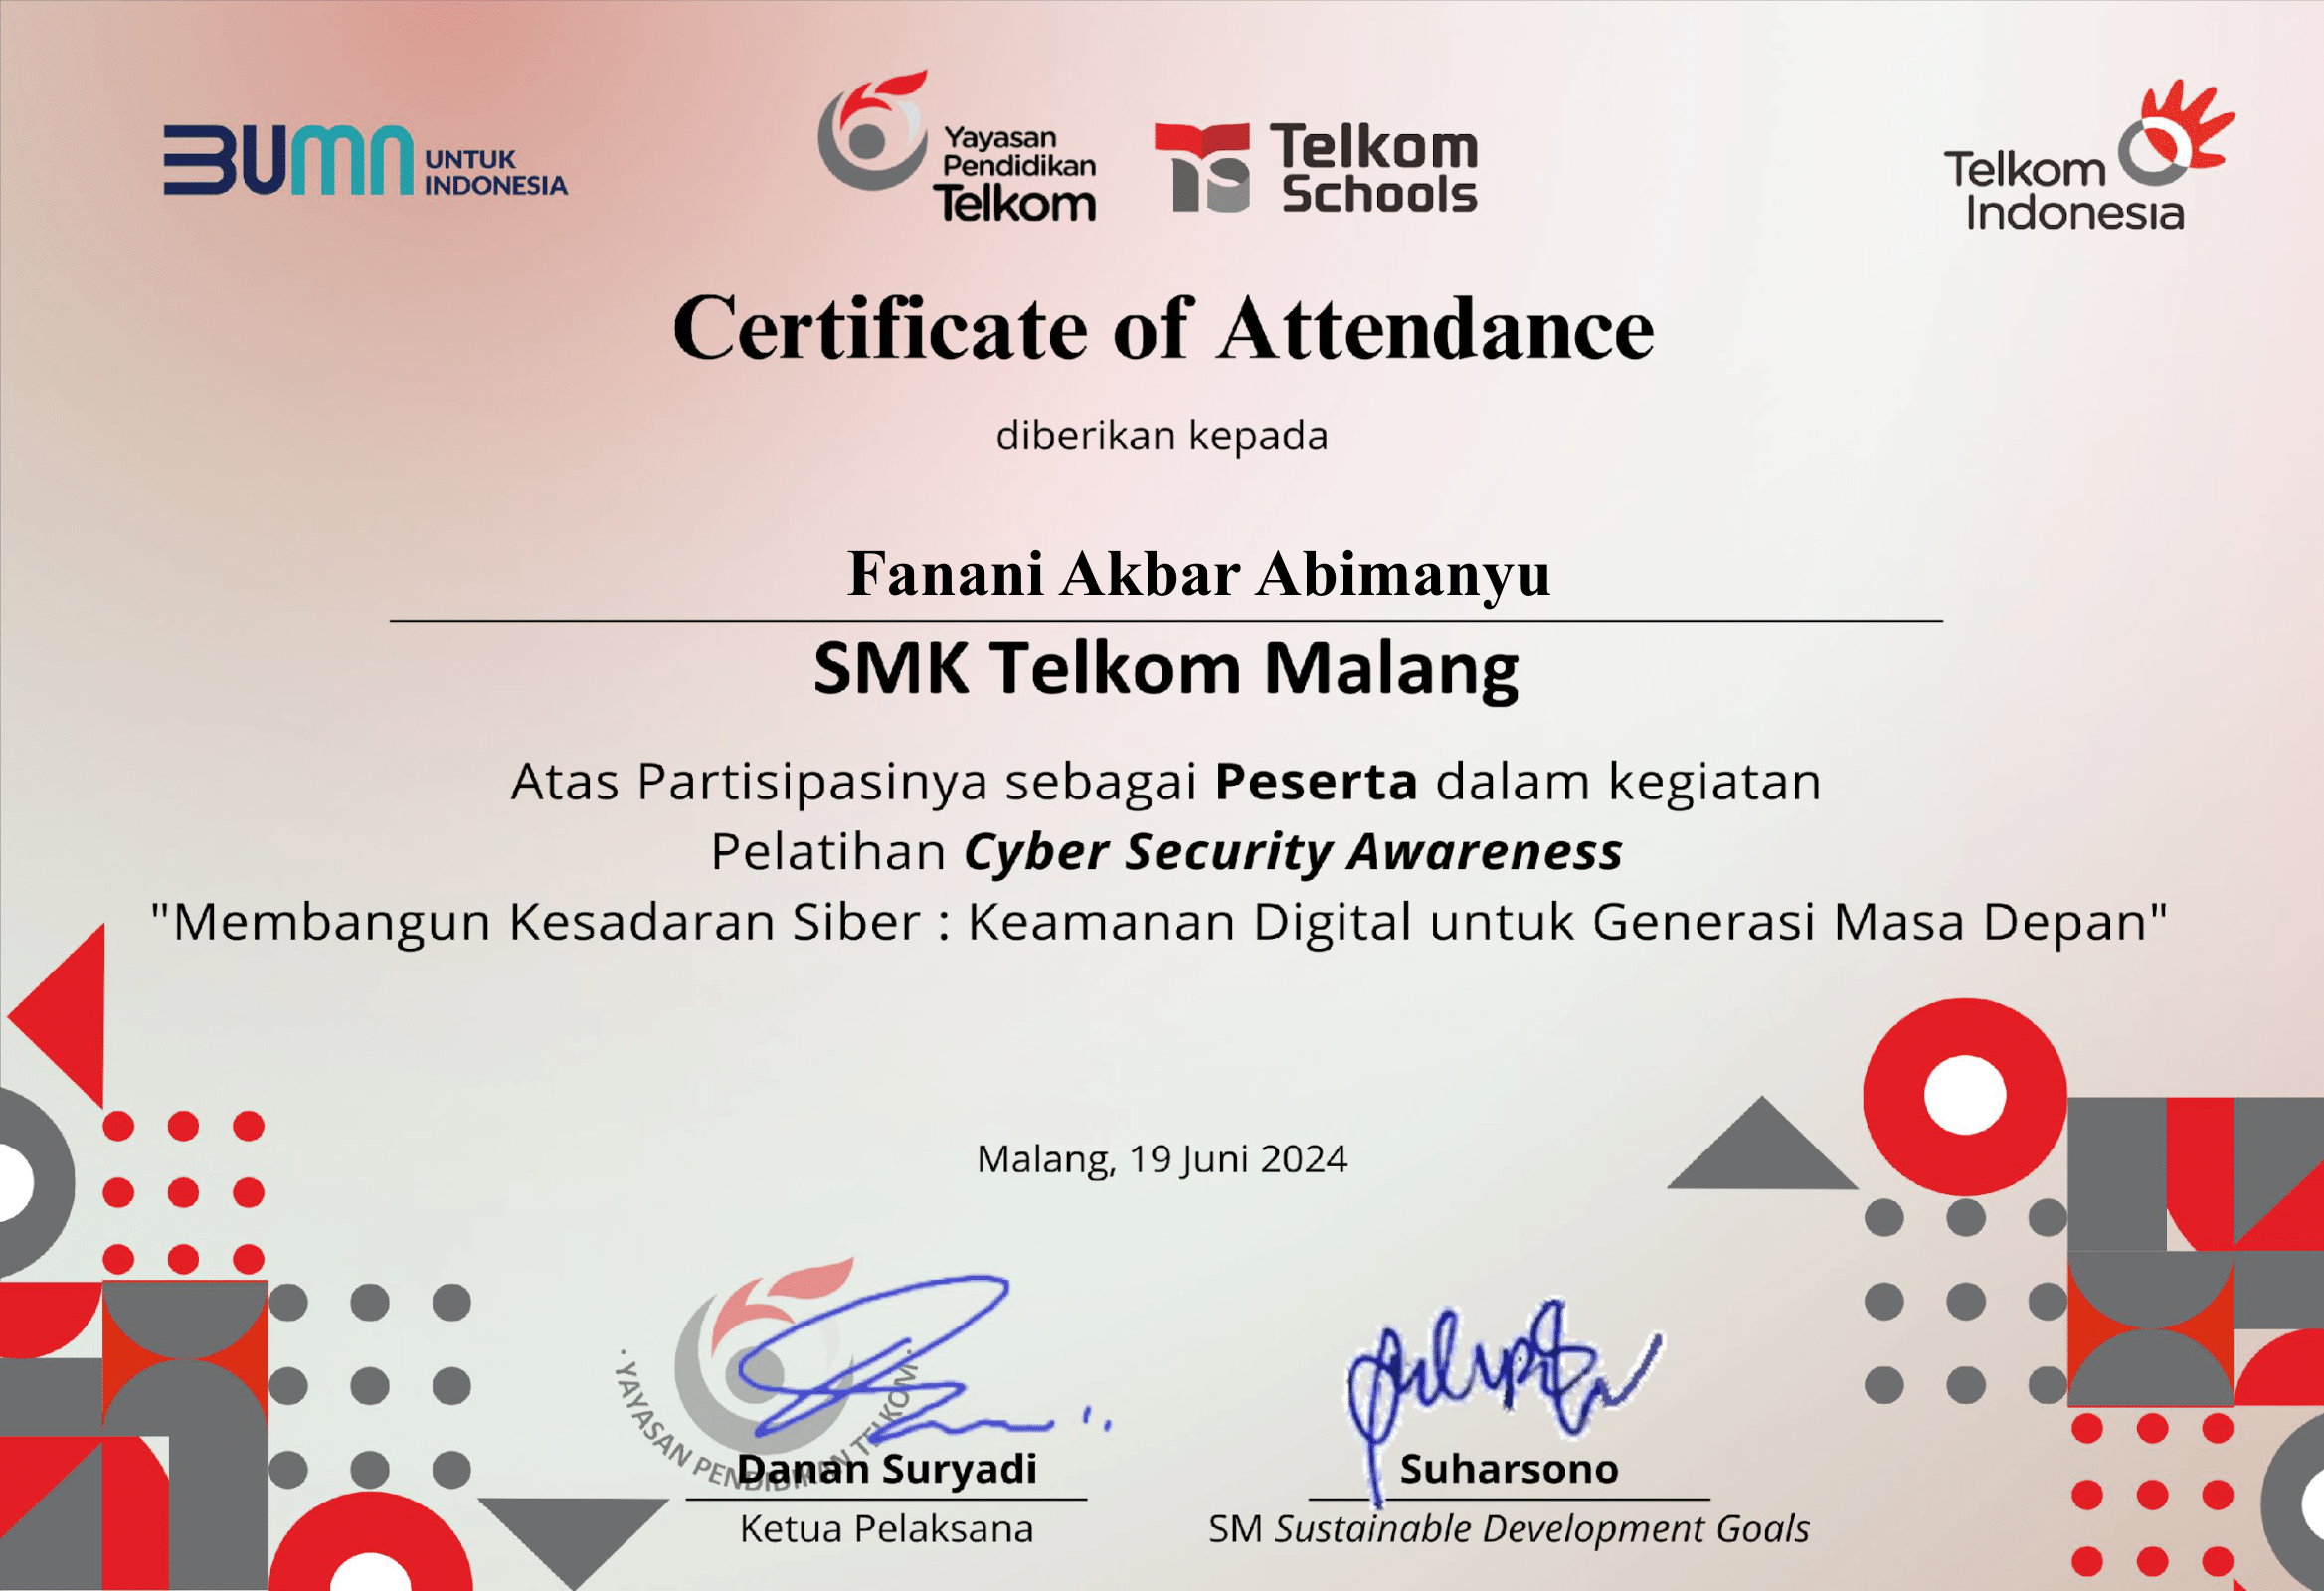 BUMN UNTUK INDONESIA
Yayasan Pendidikan Telkom
Telkom Schools
Telkom Indonesia
Certificate of Attendance
diberikan kepada
Fanani Akbar Abimanyu
SMK Telkom Malang
Atas Partisipasinya sebagai Peserta dalam kegiatan
Pelatihan Cyber Security Awareness
"Membangun Kesadaran Siber : Keamanan Digital untuk Generasi Masa Depan"
Malang, 19 Juni 2024
· YAYASAN PENDIDIKAN TELKOM ·
Danan Suryadi
Ketua Pelaksana
Suharsono
SM Sustainable Development Goals